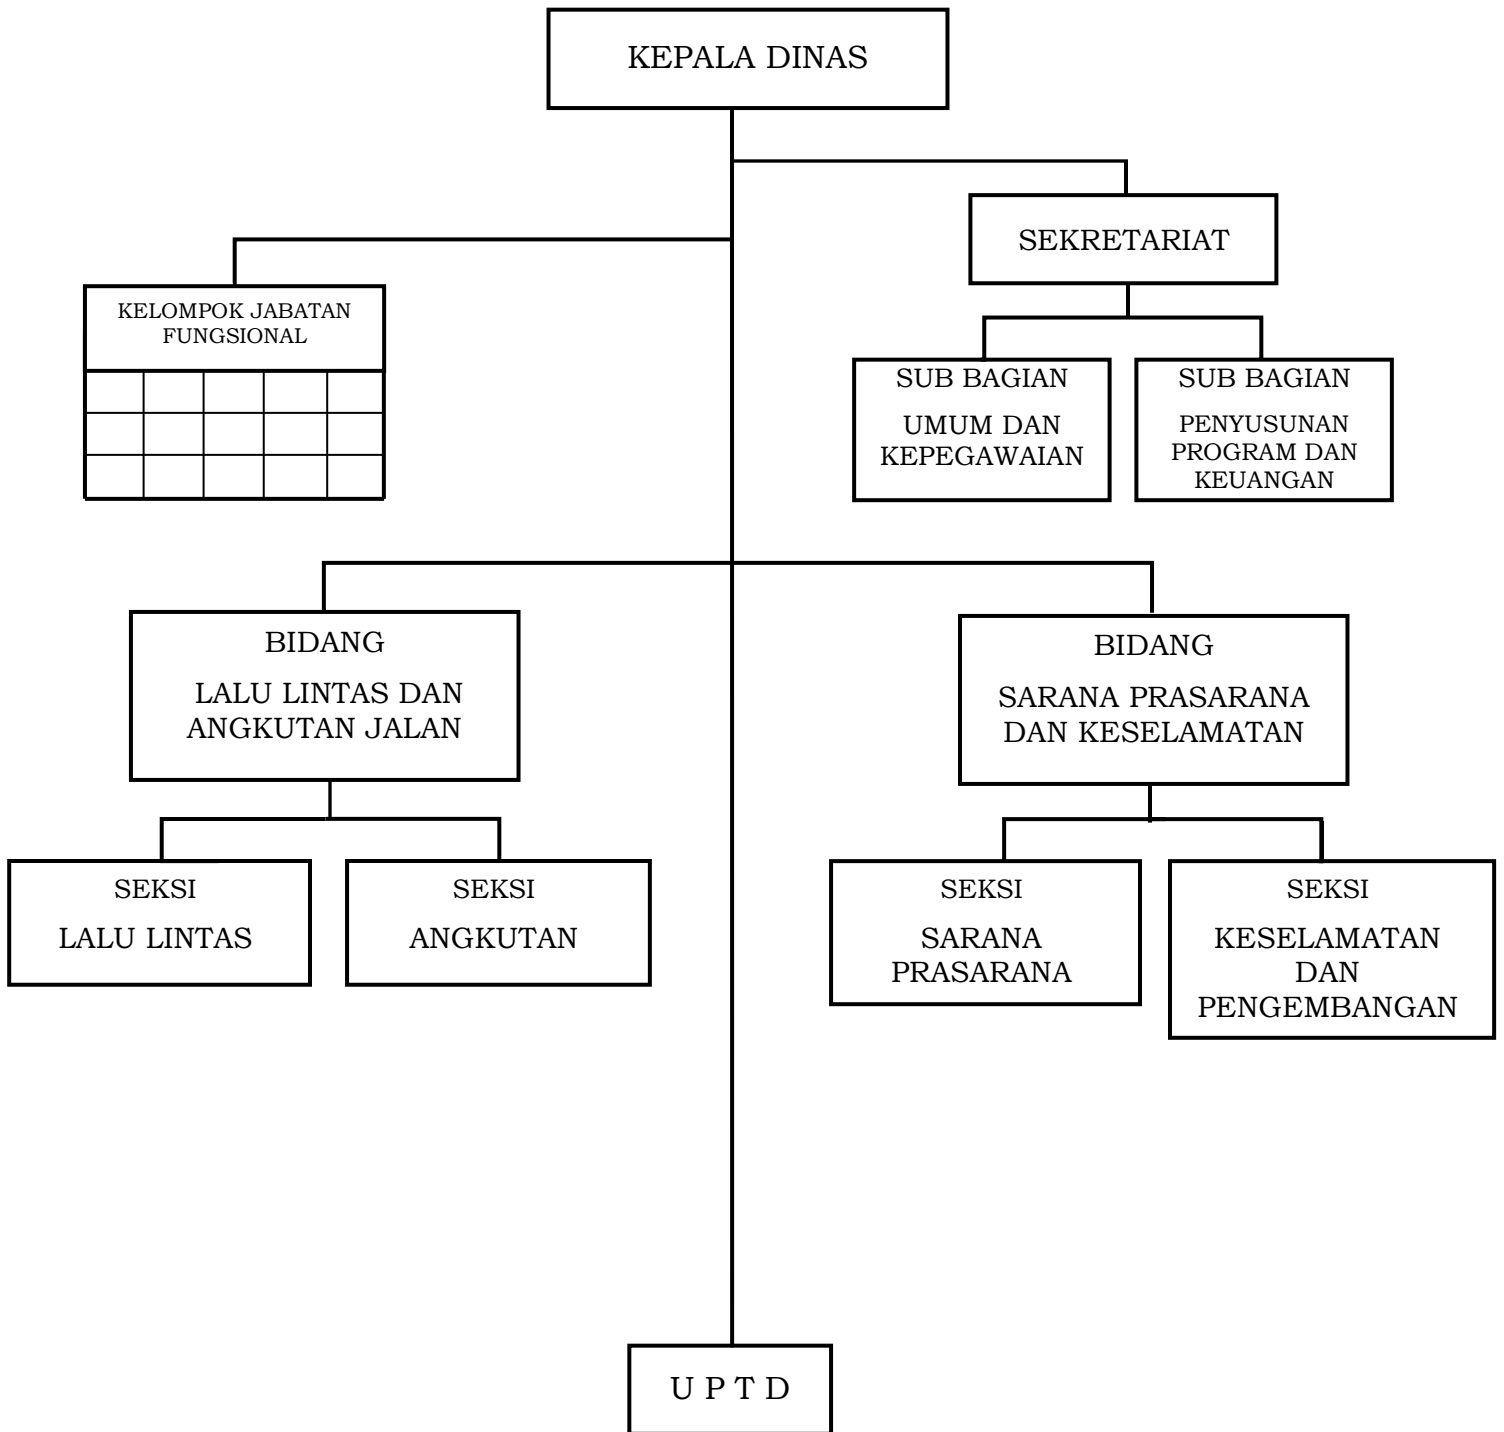 KEPALA DINAS
SEKRETARIAT
KELOMPOK JABATAN
FUNGSIONAL
SUB BAGIAN
UMUM DAN
KEPEGAWAIAN
SUB BAGIAN
PENYUSUNAN
PROGRAM DAN
KEUANGAN
BIDANG
LALU LINTAS DAN
ANGKUTAN JALAN
BIDANG
SARANA PRASARANA
DAN KESELAMATAN
SEKSI
LALU LINTAS
SEKSI
ANGKUTAN
SEKSI
SARANA
PRASARANA
SEKSI
KESELAMATAN
DAN
PENGEMBANGAN
U P T D